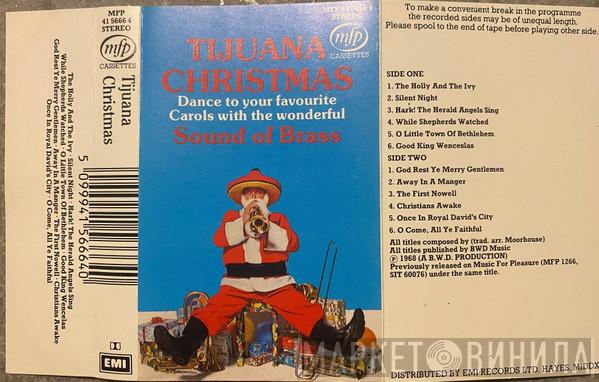 MFP
41 5666 4
STEREO
mfp
CASSETTES
Tijuana
Christmas
The Holly And The Ivy · Silent Night · Hark! The Herald Angels Sing
While Shepherds Watched · O Little Town Of Bethlehem · Good King Wenceslas
God Rest Ye Merry Gentlemen · Away In A Manger · The First Nowell · Christians Awake
Once In Royal David's City · O Come, All Ye Faithful
5 099941 566640
EMI
MFP 41 5666 4
STEREO
mfp
CASSETTES
TIJUANA
CHRISTMAS
Dance to your favourite
Carols with the wonderful
Sound of Brass
To make a convenient break in the programme
the recorded sides may be of unequal length.
Please spool to the end of tape before playing other side.
SIDE ONE
1. The Holly And The Ivy
2. Silent Night
3. Hark! The Herald Angels Sing
4. While Shepherds Watched
5. O Little Town Of Bethlehem
6. Good King Wenceslas
SIDE TWO
1. God Rest Ye Merry Gentlemen
2. Away In A Manger
3. The First Nowell
4. Christians Awake
5. Once In Royal David's City
6. O Come, All Ye Faithful
All titles composed by (trad. arr. Moorhouse)
All titles published by BWD Music
℗ 1968 (A B.W.D. PRODUCTION)
Previously released on Music For Pleasure (MFP 1266,
SIT 60076) under the same title.
МАРКЕТ ВИНИЛА
DISTRIBUTED BY EMI RECORDS LTD, HAYES, MIDDX